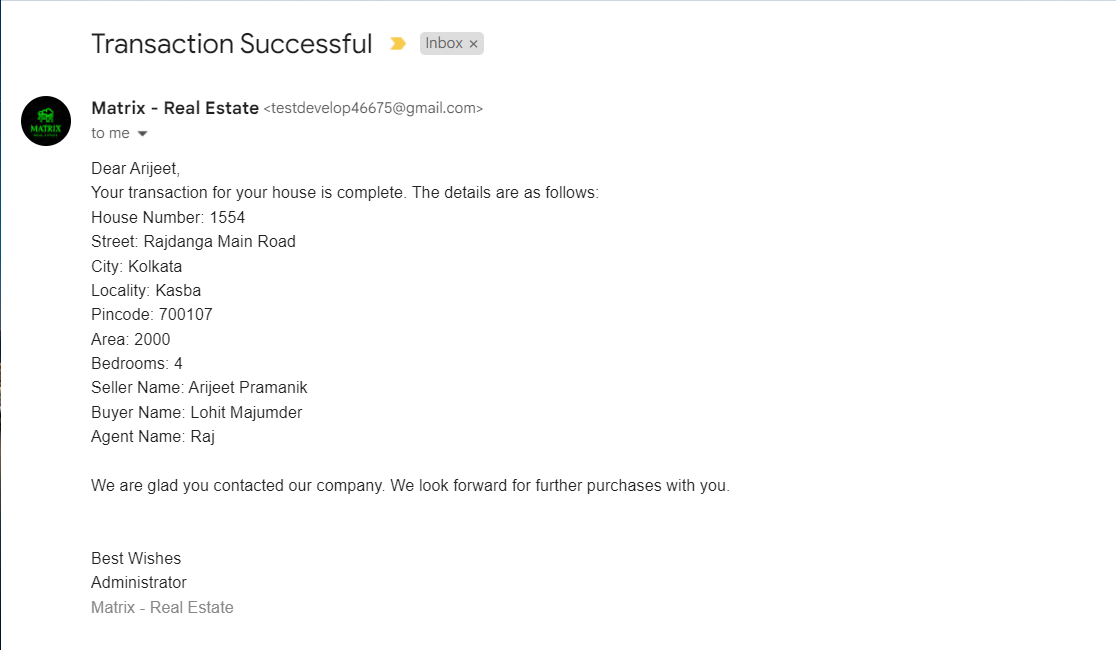 Transaction Successful
Inbox ×
Matrix - Real Estate <testdevelop46675@gmail.com>
MATRIX
to me
Dear Arijeet,
Your transaction for your house is complete. The details are as follows:
House Number: 1554
Street: Rajdanga Main Road
City: Kolkata
Locality: Kasba
Pincode: 700107
Area: 2000
Bedrooms: 4
Seller Name: Arijeet Pramanik
Buyer Name: Lohit Majumder
Agent Name: Raj
We are glad you contacted our company. We look forward for further purchases with you.
Best Wishes
Administrator
Matrix - Real Estate